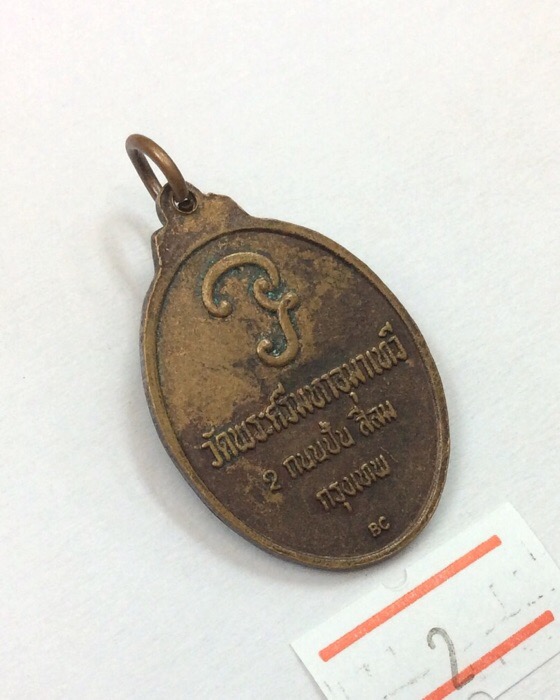 วัดพระศรีมหาอุมาเทวี
2 ถนนปั้น สีลม
กรุงเทพ
BC
2